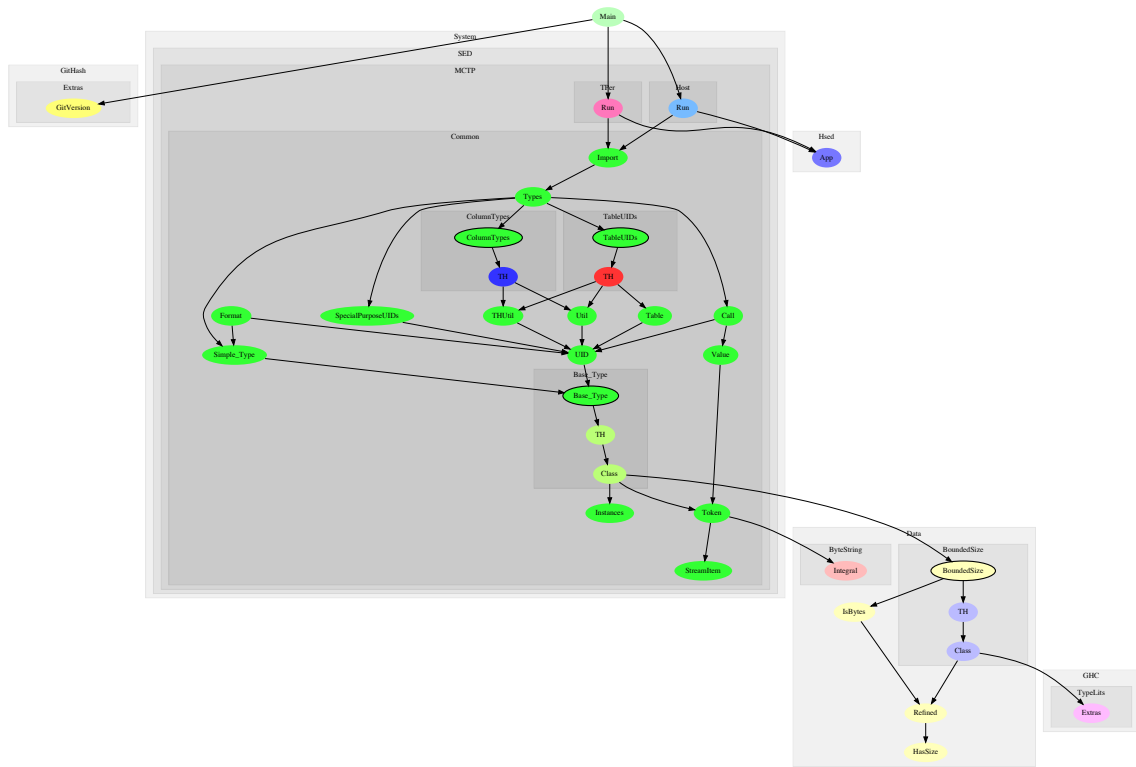 Main
System
SED
GitHash
MCTP
Extras
TPer
Host
GitVersion
Run
Run
Common
Hsed
Import
App
Types
ColumnTypes
TableUIDs
ColumnTypes
TableUIDs
TH
TH
Format
SpecialPurposeUIDs
THUtil
Util
Table
Call
Simple_Type
UID
Value
Base_Type
Base_Type
TH
Class
Instances
Token
Data
ByteString
BoundedSize
Integral
BoundedSize
StreamItem
IsBytes
TH
Class
GHC
TypeLits
Refined
Extras
HasSize